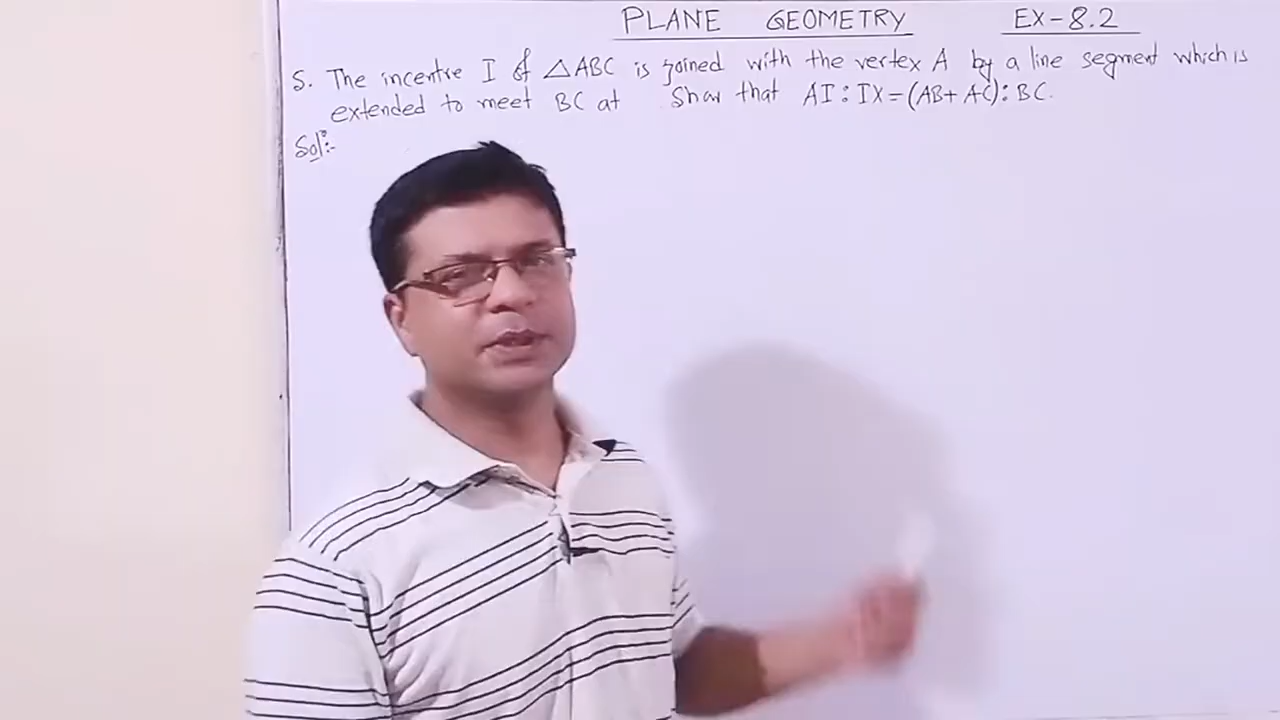 PLANE GEOMETRY EX-8.2
5. The incentre I of △ABC is joined with the vertex A by a line segment which is
extended to meet BC at Show that AI:IX=(AB+AC):BC.
Sol:-